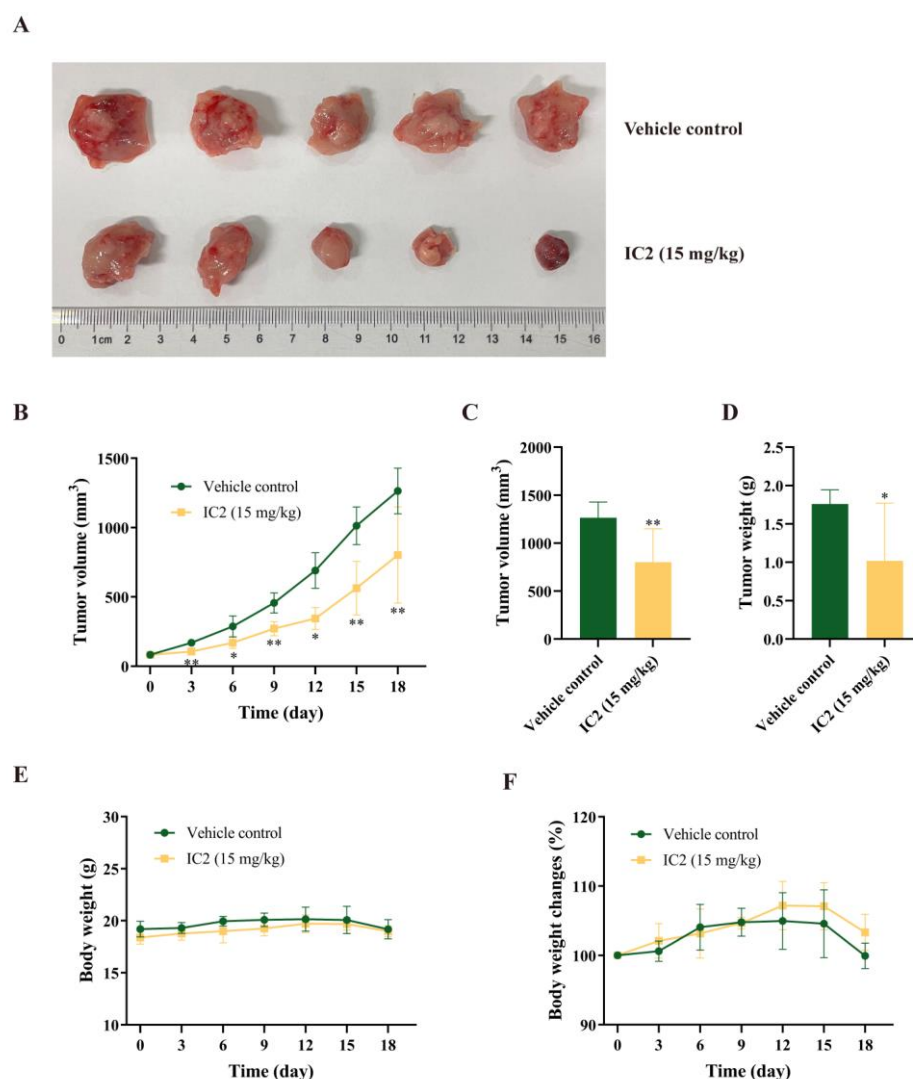 A
Vehicle control
IC2 (15 mg/kg)
0 1cm 2 3 4 5 6 7 8 9 10 11 12 13 14 15 16
B
Tumor volume (mm³)
1500
1000
500
0
Vehicle control
IC2 (15 mg/kg)
** * ** * ** **
0 3 6 9 12 15 18
Time (day)
C
Tumor volume (mm³)
2000
1500
1000
500
0
**
Vehicle control
IC2 (15 mg/kg)
D
Tumor weight (g)
2.5
2.0
1.5
1.0
0.5
0.0
*
Vehicle control
IC2 (15 mg/kg)
E
Body weight (g)
30
25
20
15
10
Vehicle control
IC2 (15 mg/kg)
0 3 6 9 12 15 18
Time (day)
F
Body weight changes (%)
120
110
100
90
Vehicle control
IC2 (15 mg/kg)
0 3 6 9 12 15 18
Time (day)